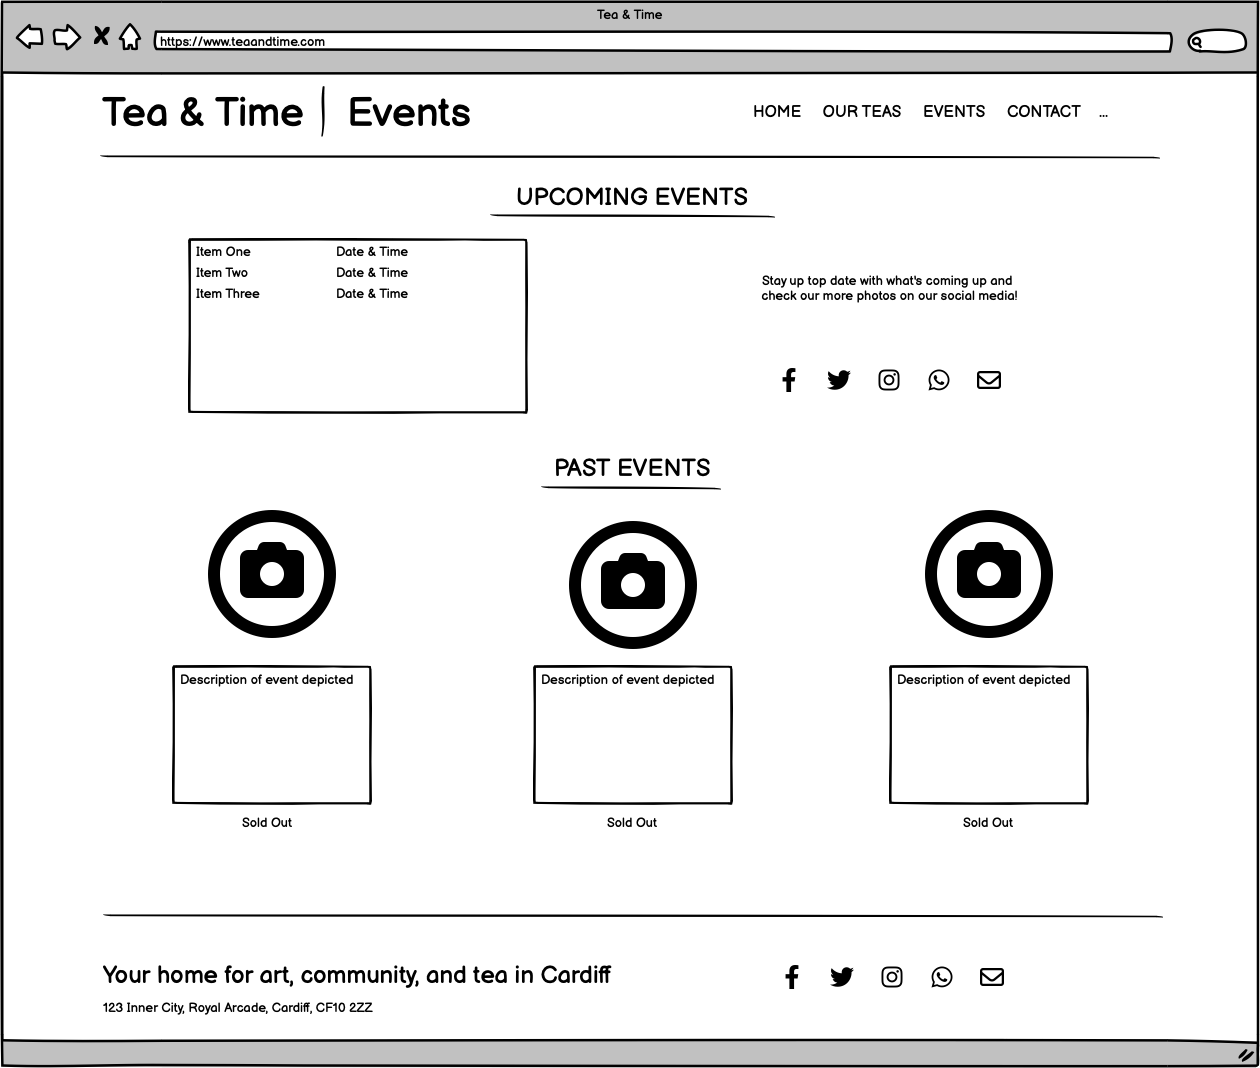 Tea & Time
https://www.teaandtime.com
Tea & Time | Events
HOME OUR TEAS EVENTS CONTACT ...
UPCOMING EVENTS
Item One Date & Time
Item Two Date & Time
Item Three Date & Time
Stay up top date with what's coming up and
check our more photos on our social media!
PAST EVENTS
Description of event depicted
Sold Out
Description of event depicted
Sold Out
Description of event depicted
Sold Out
Your home for art, community, and tea in Cardiff
123 Inner City, Royal Arcade, Cardiff, CF10 2ZZ